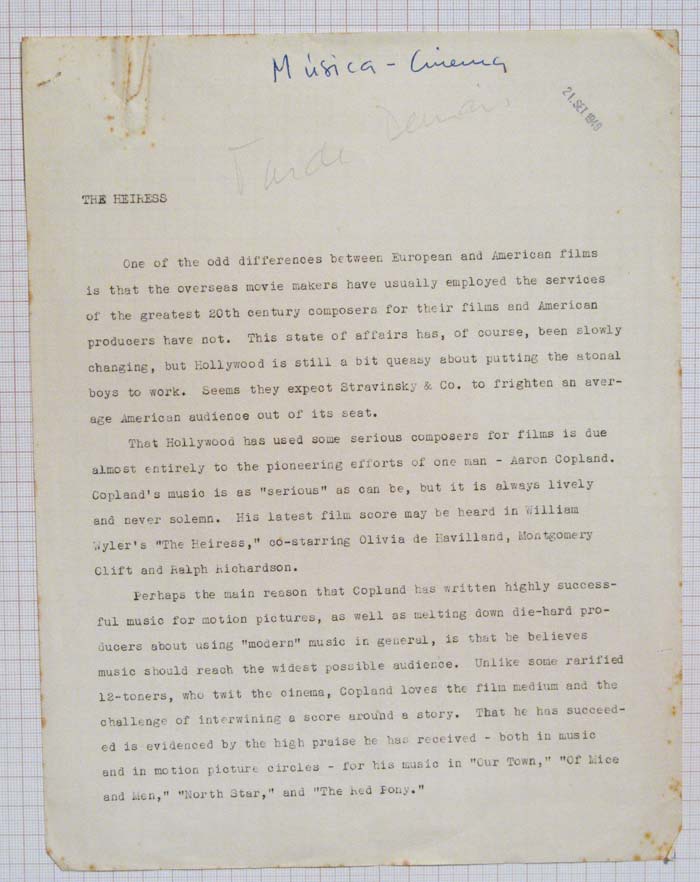 Música - Cinema
21 SET 1949
Tarde Demais
THE HEIRESS
One of the odd differences between European and American films
is that the overseas movie makers have usually employed the services
of the greatest 20th century composers for their films and American
producers have not. This state of affairs has, of course, been slowly
changing, but Hollywood is still a bit queasy about putting the atonal
boys to work. Seems they expect Stravinsky & Co. to frighten an aver-
age American audience out of its seat.
That Hollywood has used some serious composers for films is due
almost entirely to the pioneering efforts of one man - Aaron Copland.
Copland's music is as "serious" as can be, but it is always lively
and never solemn. His latest film score may be heard in William
Wyler's "The Heiress," co-starring Olivia de Havilland, Montgomery
Clift and Ralph Richardson.
Perhaps the main reason that Copland has written highly success-
ful music for motion pictures, as well as melting down die-hard pro-
ducers about using "modern" music in general, is that he believes
music should reach the widest possible audience. Unlike some rarified
12-toners, who twit the cinema, Copland loves the film medium and the
challenge of interwining a score around a story. That he has succeed-
ed is evidenced by the high praise he has received - both in music
and in motion picture circles - for his music in "Our Town," "Of Mice
and Men," "North Star," and "The Red Pony."